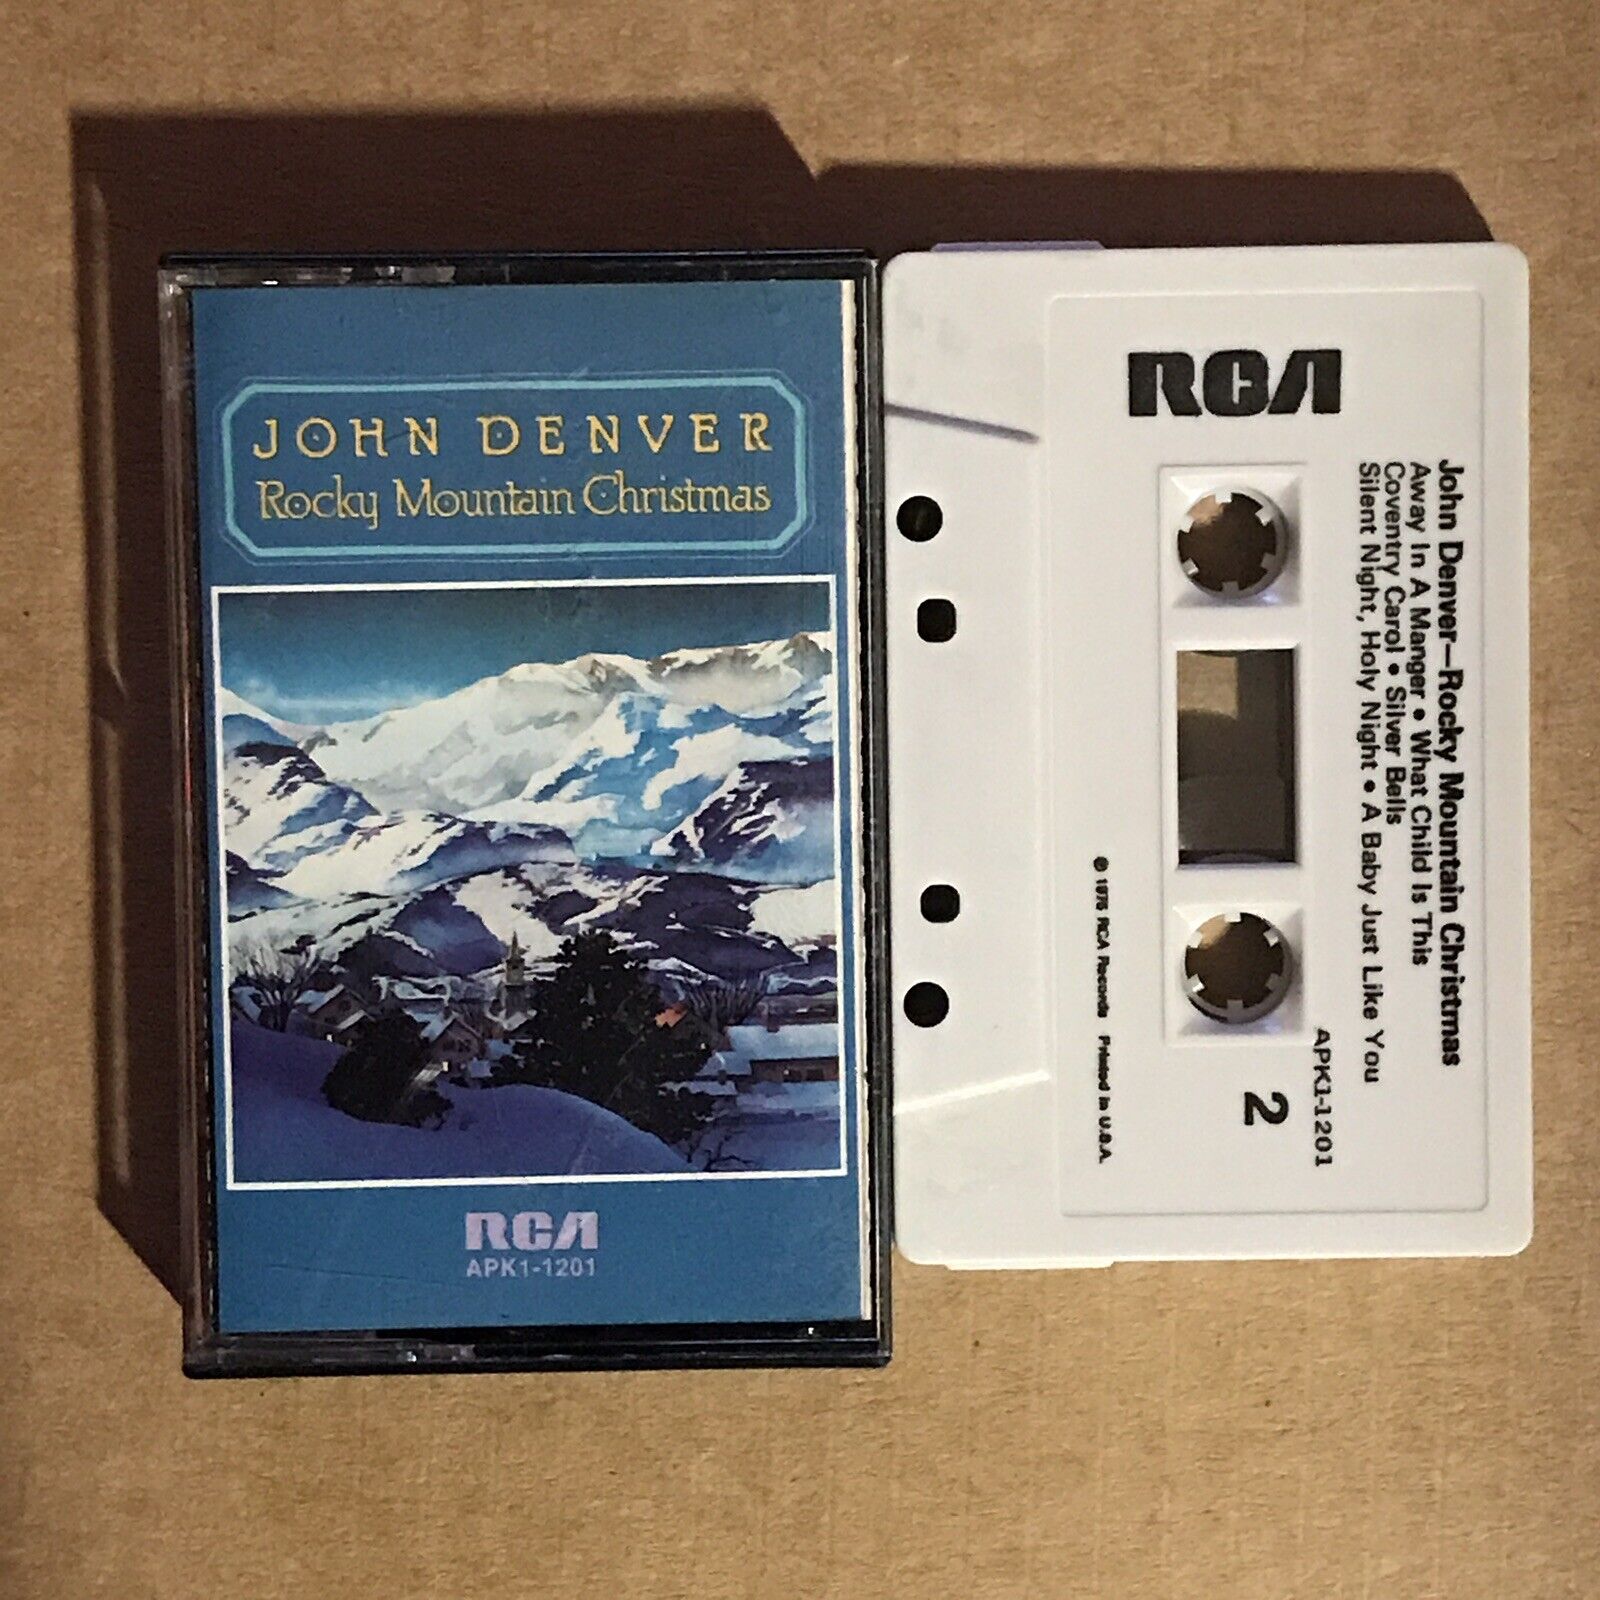 JOHN DENVER
Rocky Mountain Christmas
RCA
APK1-1201
RCA
John Denver—Rocky Mountain Christmas
Away In A Manger • What Child Is This
Coventry Carol • Silver Bells
Silent Night, Holy Night • A Baby Just Like You
APK1-1201
2
℗ 1975 RCA Records Printed in U.S.A.